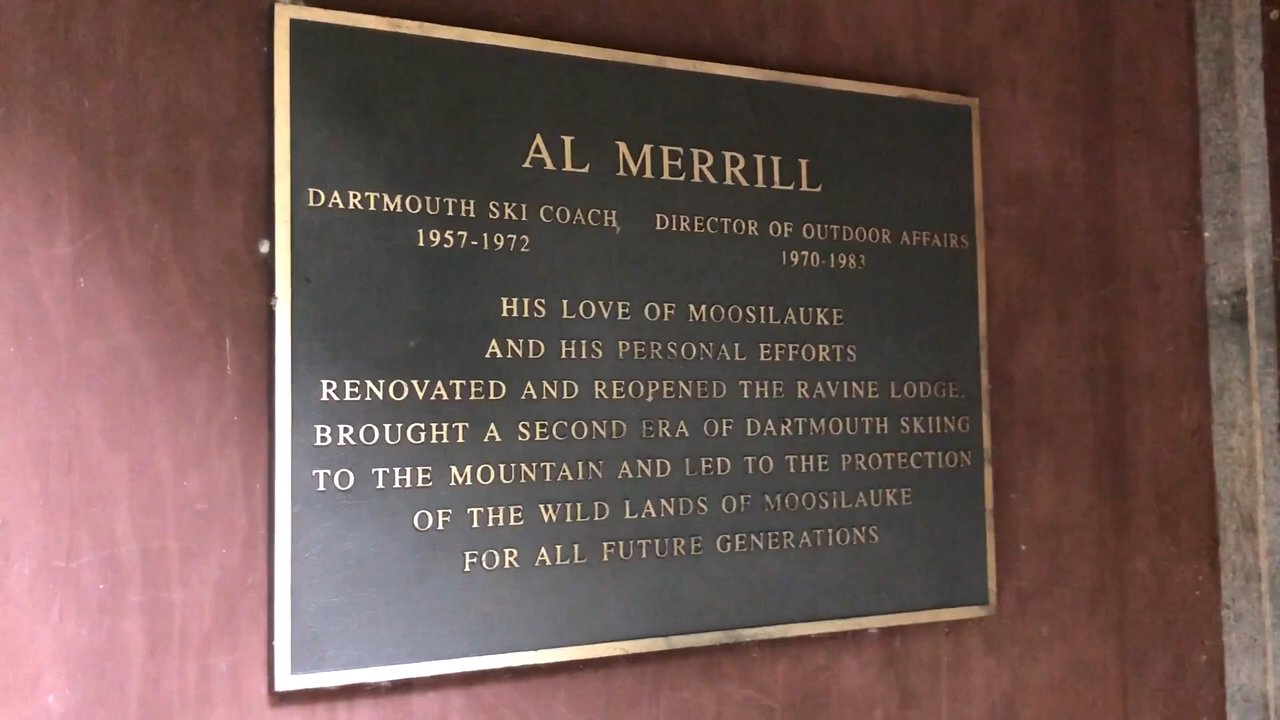 AL MERRILL
DARTMOUTH SKI COACH, DIRECTOR OF OUTDOOR AFFAIRS
1957-1972 1970-1983
HIS LOVE OF MOOSILAUKE
AND HIS PERSONAL EFFORTS
RENOVATED AND REOPENED THE RAVINE LODGE,
BROUGHT A SECOND ERA OF DARTMOUTH SKIING
TO THE MOUNTAIN AND LED TO THE PROTECTION
OF THE WILD LANDS OF MOOSILAUKE
FOR ALL FUTURE GENERATIONS